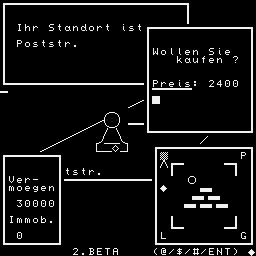 Ihr Standort ist
Poststr.
Wollen Sie
kaufen ?
Preis: 2400
Ver-
moegen
30000
Immob.
0
tstr.
P
L
G
2.BETA
(@/$/#/ENT)